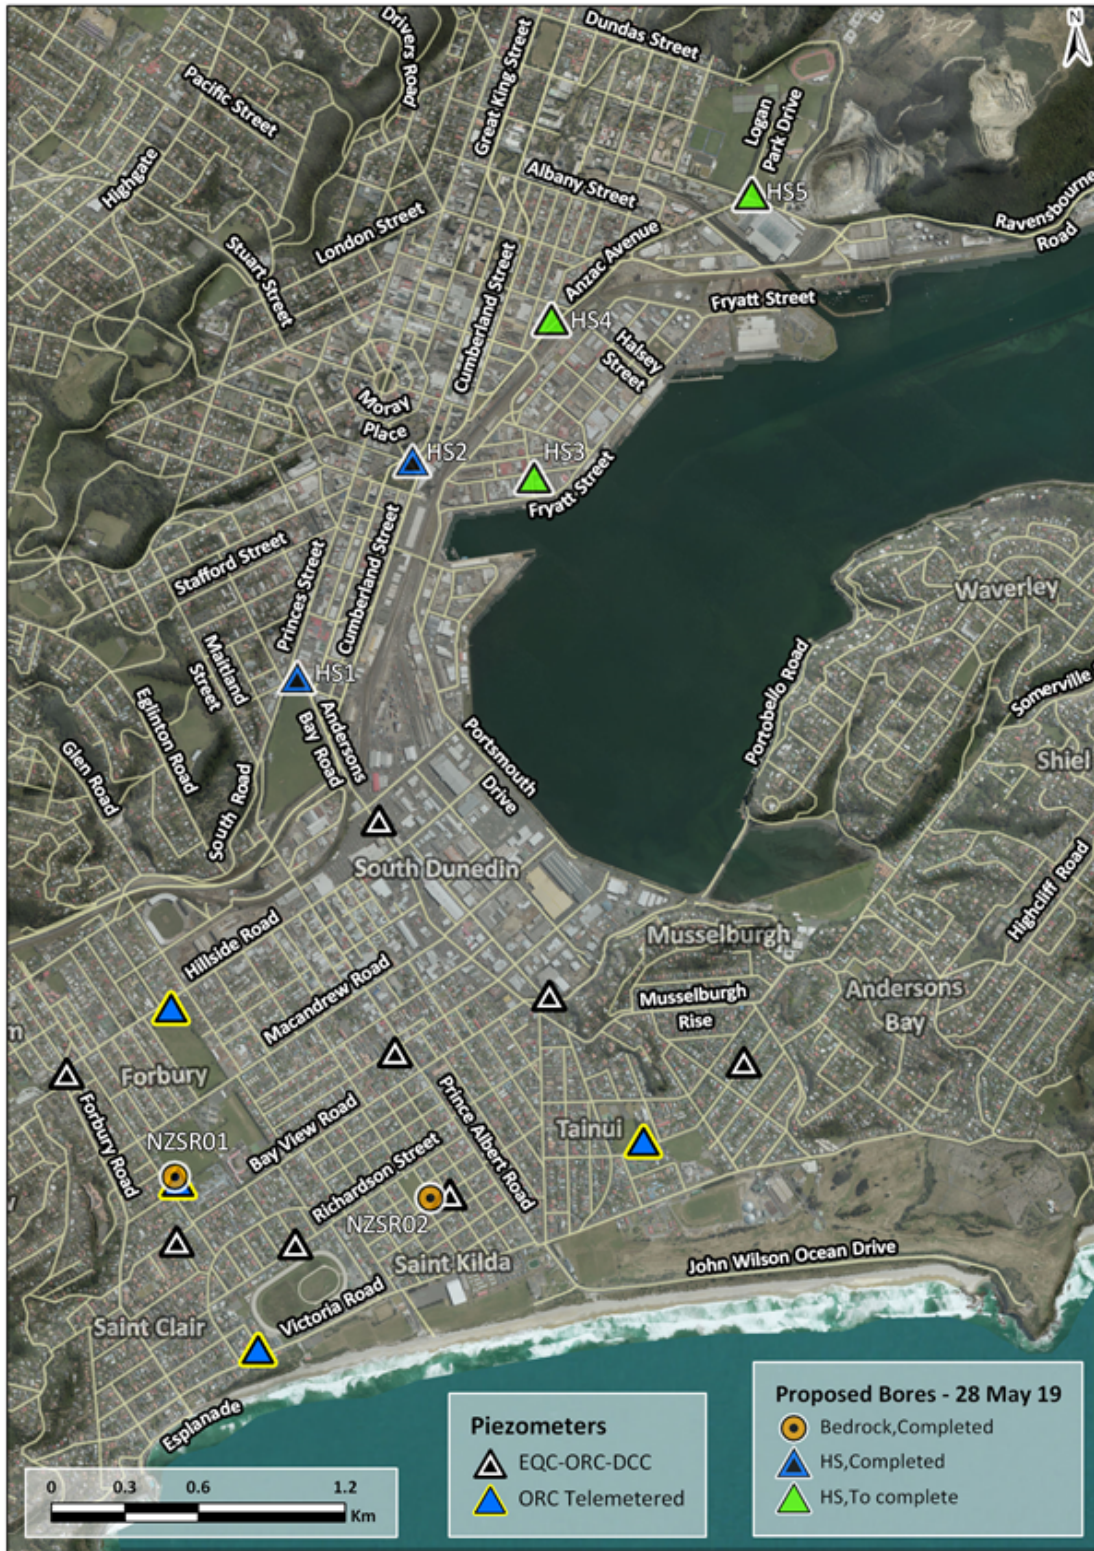 N
Drivers Road
Dundas Street
Great King Street
Pacific Street
Logan
Park Drive
Highgate
Albany Street
HS5
Ravensbourne
Road
London Street
Stuart Street
Anzac Avenue
Cumberland Street
Fryatt Street
HS4
Halsey
Street
Moray
Place
HS2
HS3
Fryatt Street
Stafford Street
Princes Street
Cumberland Street
Waverley
Maitland
Street
HS1
Portobello Road
Somerville
Eglinton Road
Andersons
Bay Road
Glen Road
Portsmouth
Drive
Shiel
South Road
South Dunedin
Highcliff Road
Hillside Road
Musselburgh
Macandrew Road
Musselburgh
Rise
Andersons
Bay
Forbury
Forbury Road
Prince Albert Road
Tainui
NZSR01
Bay View Road
Richardson Street
NZSR02
Saint Kilda
John Wilson Ocean Drive
Victoria Road
Saint Clair
Esplanade
0 0.3 0.6 1.2
Km
Piezometers
EQC-ORC-DCC
ORC Telemetered
Proposed Bores - 28 May 19
Bedrock,Completed
HS,Completed
HS,To complete